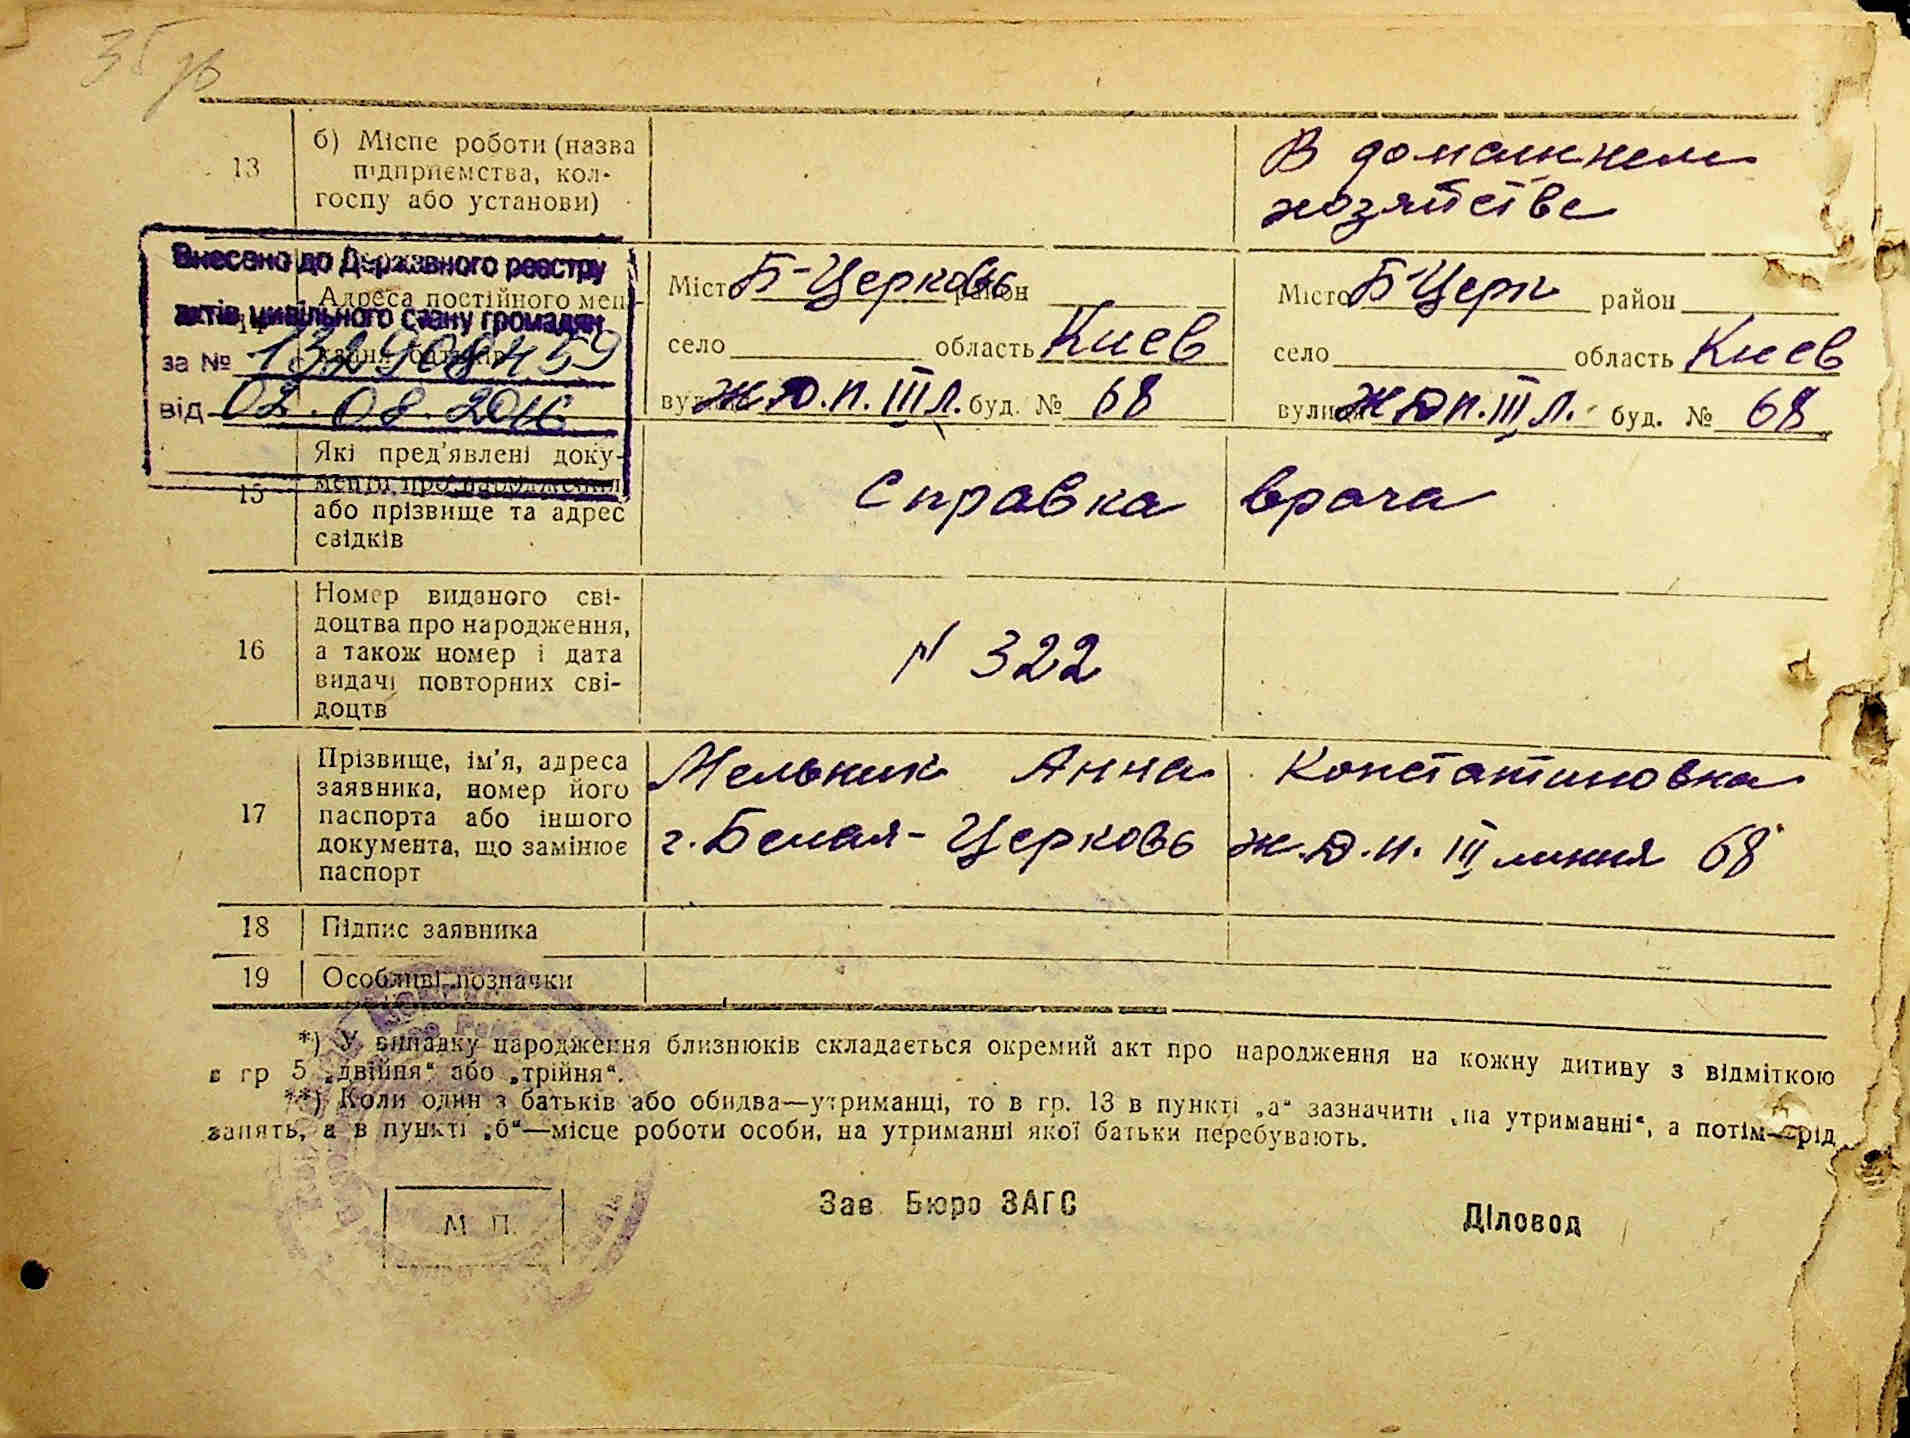 35
13
б) Місце роботи (назва
підприємства, кол-
госпу або установи)
В домашнем
хозяйстве
Внесено до Державного реєстру
актів цивільного стану громадян
за № 132908459
від 02.08.2016
14
Адреса постійного меш-
кання батьків
Місто Б-Церковь район
село область Киев
вулиця Ж.Д.п. III л. буд. № 68
Місто Б-Церк район
село область Киев
вулиця Ж.Д.п. III л. буд. № 68
15
Які пред'явлені доку-
менти про народження
або прізвище та адрес
свідків
Справка врача
16
Номер виданого сві-
доцтва про народження,
а також номер і дата
видачі повторних сві-
доцтв
N 322
17
Прізвище, ім'я, адреса
заявника, номер його
паспорта або іншого
документа, що замінює
паспорт
Мельник Анна Константиновна
г. Белая-Церковь ж.д.п. III линия 68
18 Підпис заявника
19 Особливі позначки
*) У випадку народження близнюків складається окремий акт про народження на кожну дитину з відміткою
в гр 5 „двійня“ або „трійня“.
**) Коли один з батьків або обидва—утриманці, то в гр. 13 в пункті „а“ зазначити „на утриманні“, а потім—рід
занять, а в пункті „б“—місце роботи особи, на утриманні якої батьки перебувають.
М. П.
Зав. Бюро ЗАГС
Діловод